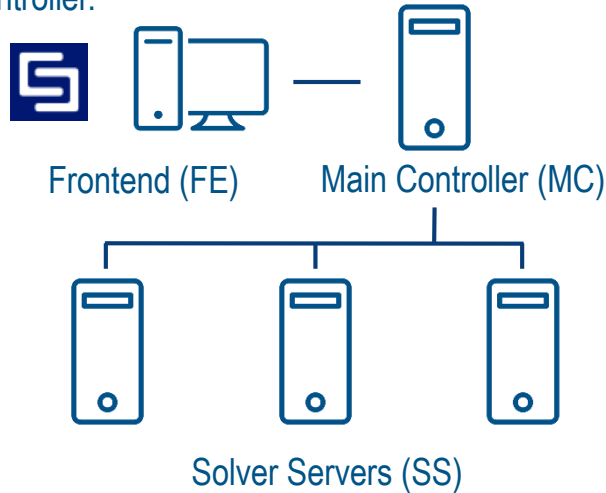 Frontend (FE)
Main Controller (MC)
Solver Servers (SS)